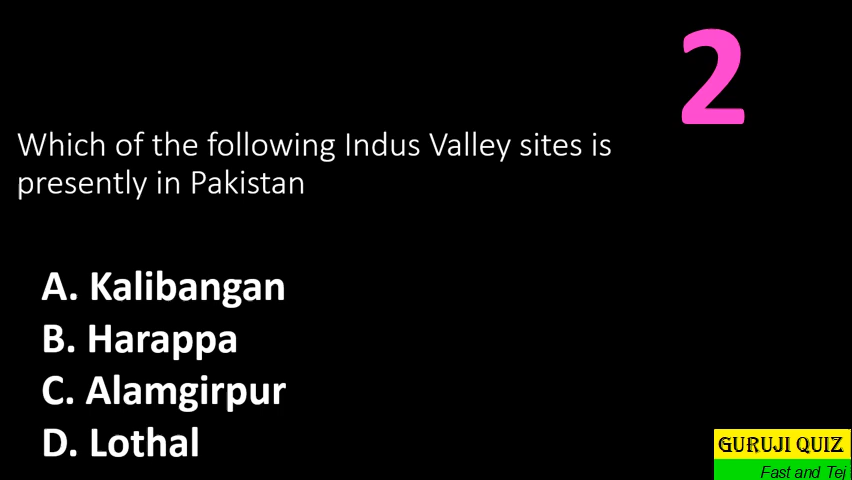 2
Which of the following Indus Valley sites is
presently in Pakistan
A. Kalibangan
B. Harappa
C. Alamgirpur
D. Lothal
GURUJI QUIZ
Fast and Tej